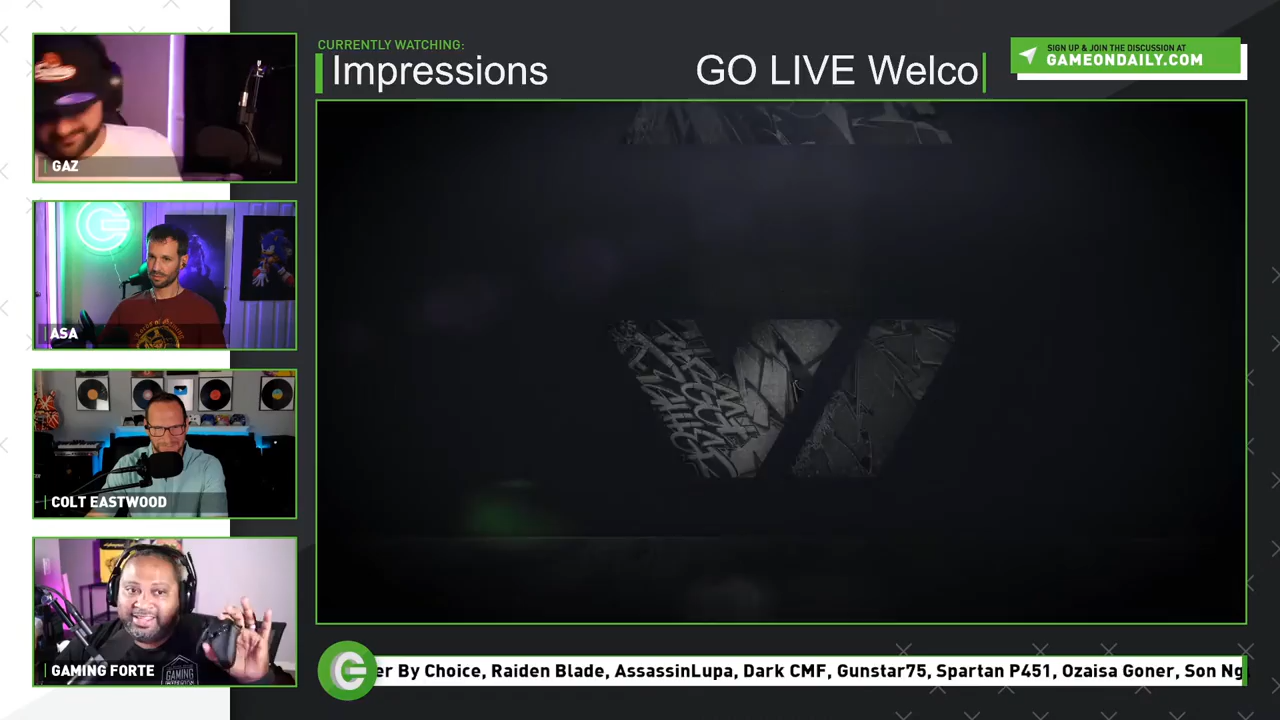 CURRENTLY WATCHING:
Impressions GO LIVE Welco
SIGN UP & JOIN THE DISCUSSION AT
GAMEONDAILY.COM
GAZ
ASA
COLT EASTWOOD
GAMING FORTE
er By Choice, Raiden Blade, AssassinLupa, Dark CMF, Gunstar75, Spartan P451, Ozaisa Goner, Son Ng